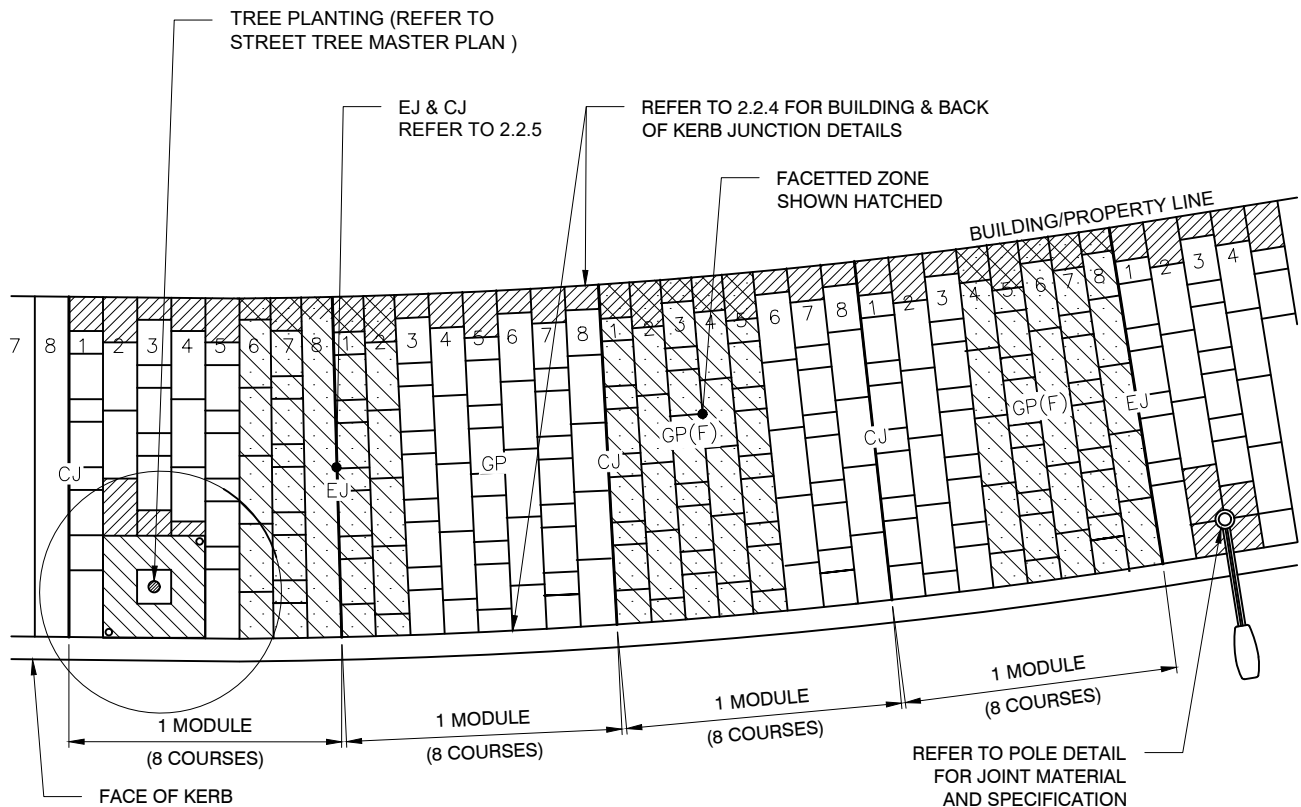 TREE PLANTING (REFER TO
STREET TREE MASTER PLAN )
EJ & CJ
REFER TO 2.2.5
REFER TO 2.2.4 FOR BUILDING & BACK
OF KERB JUNCTION DETAILS
FACETTED ZONE
SHOWN HATCHED
BUILDING/PROPERTY LINE
7 8 1 2 3 4 5 6 7 8 1 2 3 4 5 6 7 8 1 2 3 4 5 6 7 8 1 2 3 4 5 6 7 8 1 2 3 4
CJ
EJ
GP
CJ
GP(F)
CJ
GP(F)
EJ
1 MODULE
(8 COURSES)
1 MODULE
(8 COURSES)
1 MODULE
(8 COURSES)
1 MODULE
(8 COURSES)
FACE OF KERB
REFER TO POLE DETAIL
FOR JOINT MATERIAL
AND SPECIFICATION